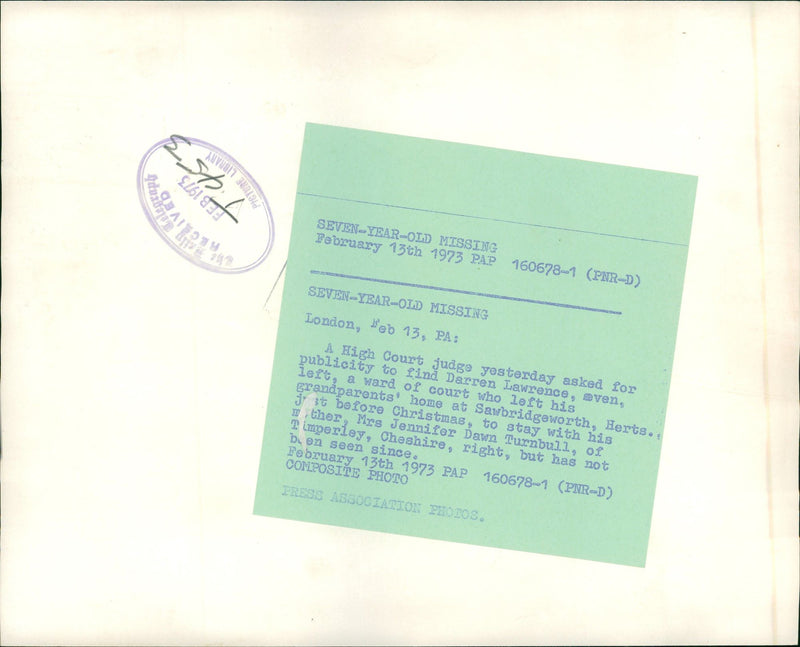 The Daily Telegraph
RECEIVED
FEB 1973
PICTURE LIBRARY
SEVEN-YEAR-OLD MISSING
February 13th 1973 PAP 160678-1 (PNR-D)
SEVEN-YEAR-OLD MISSING
London, Feb 13, PA:
A High Court judge yesterday asked for
publicity to find Darren Lawrence, seven,
left, a ward of court who left his
grandparents' home at Sawbridgeworth, Herts.,
just before Christmas, to stay with his
mother, Mrs Jennifer Dawn Turnbull, of
Timperley, Cheshire, right, but has not
been seen since.
February 13th 1973 PAP 160678-1 (PNR-D)
COMPOSITE PHOTO
PRESS ASSOCIATION PHOTOS.